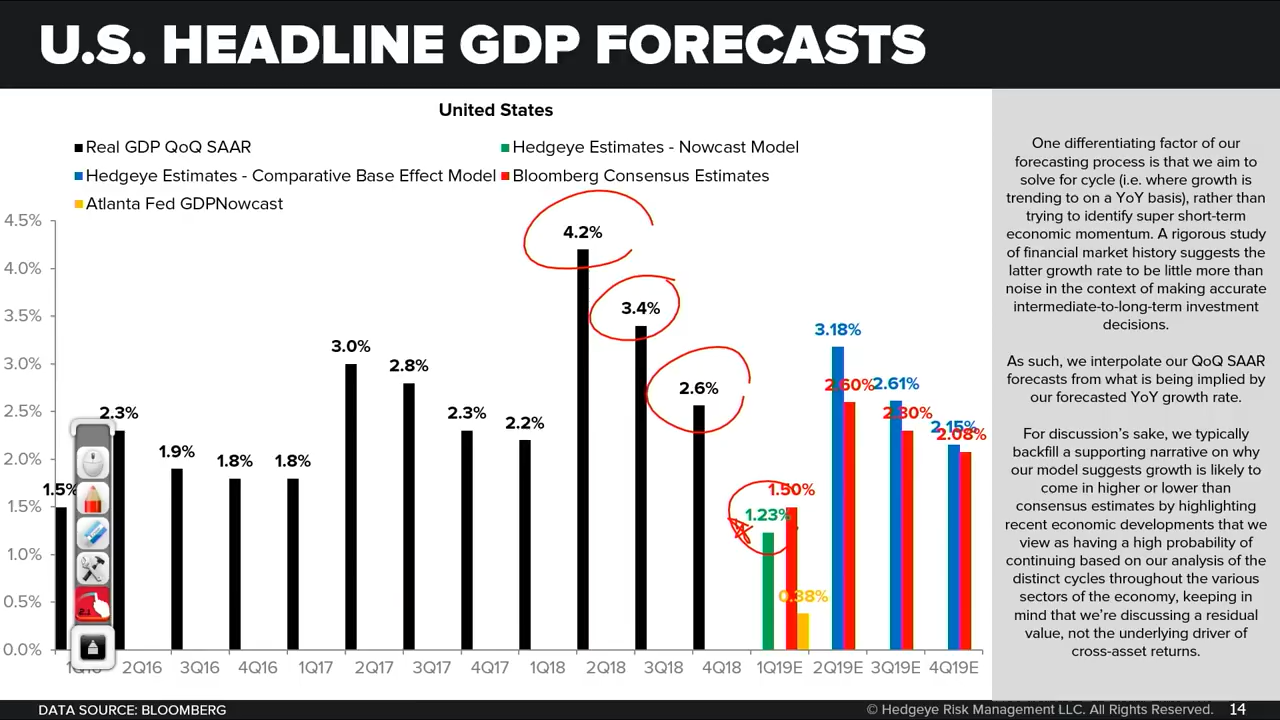 U.S. HEADLINE GDP FORECASTS
United States
Real GDP QoQ SAAR
Hedgeye Estimates - Nowcast Model
Hedgeye Estimates - Comparative Base Effect Model
Bloomberg Consensus Estimates
Atlanta Fed GDPNowcast
4.5%
4.0%
3.5%
3.0%
2.5%
2.0%
1.5%
1.0%
0.5%
0.0%
1.5%
2.3%
1.9%
1.8%
1.8%
3.0%
2.8%
2.3%
2.2%
4.2%
3.4%
2.6%
1.23%
1.50%
0.38%
3.18%
2.60%
2.61%
2.30%
2.15%
2.08%
2Q16
3Q16
4Q16
1Q17
2Q17
3Q17
4Q17
1Q18
2Q18
3Q18
4Q18
1Q19E
2Q19E
3Q19E
4Q19E
One differentiating factor of our
forecasting process is that we aim to
solve for cycle (i.e. where growth is
trending to on a YoY basis), rather than
trying to identify super short-term
economic momentum. A rigorous study
of financial market history suggests the
latter growth rate to be little more than
noise in the context of making accurate
intermediate-to-long-term investment
decisions.
As such, we interpolate our QoQ SAAR
forecasts from what is being implied by
our forecasted YoY growth rate.
For discussion's sake, we typically
backfill a supporting narrative on why
our model suggests growth is likely to
come in higher or lower than
consensus estimates by highlighting
recent economic developments that we
view as having a high probability of
continuing based on our analysis of the
distinct cycles throughout the various
sectors of the economy, keeping in
mind that we're discussing a residual
value, not the underlying driver of
cross-asset returns.
DATA SOURCE: BLOOMBERG
© Hedgeye Risk Management LLC. All Rights Reserved. 14